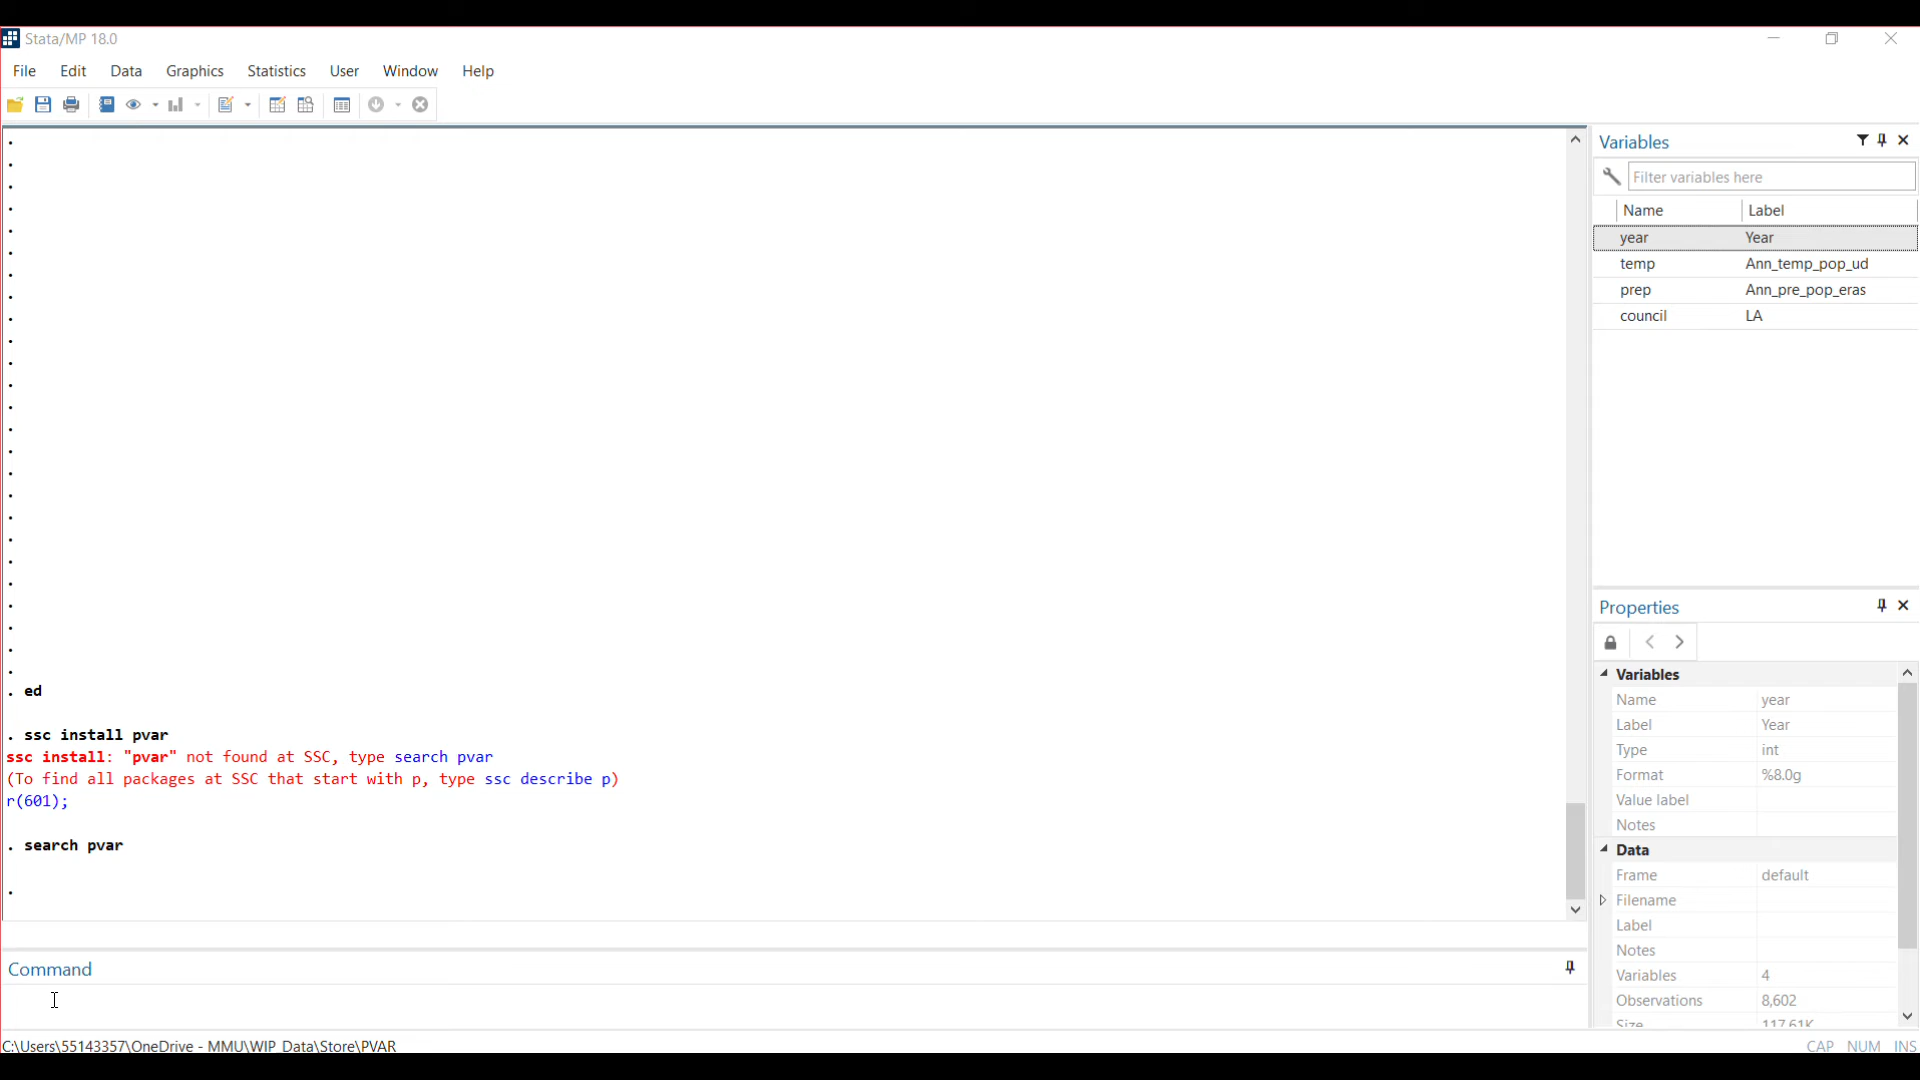 Stata/MP 18.0
File Edit Data Graphics Statistics User Window Help
Variables
Filter variables here
Name Label
year Year
temp Ann_temp_pop_ud
prep Ann_pre_pop_eras
council LA
. ed
. ssc install pvar
ssc install: "pvar" not found at SSC, type search pvar
(To find all packages at SSC that start with p, type ssc describe p)
r(601);
. search pvar
.
Command
C:\Users\55143357\OneDrive - MMU\WIP_Data\Store\PVAR
Properties
Variables
Name year
Label Year
Type int
Format %8.0g
Value label
Notes
Data
Frame default
Filename
Label
Notes
Variables 4
Observations 8,602
Size 117.61K
CAP NUM INS